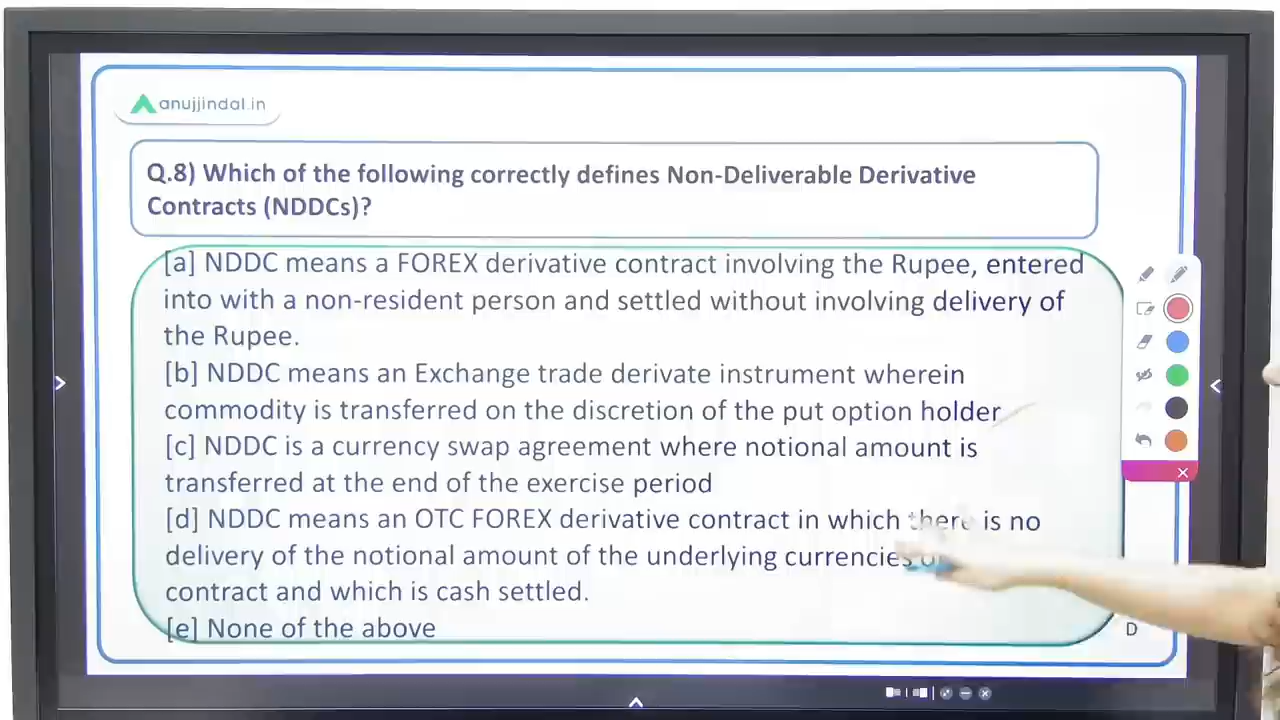 anujjindal.in
Q.8) Which of the following correctly defines Non-Deliverable Derivative
Contracts (NDDCs)?
[a] NDDC means a FOREX derivative contract involving the Rupee, entered
into with a non-resident person and settled without involving delivery of
the Rupee.
[b] NDDC means an Exchange trade derivate instrument wherein
commodity is transferred on the discretion of the put option holder
[c] NDDC is a currency swap agreement where notional amount is
transferred at the end of the exercise period
[d] NDDC means an OTC FOREX derivative contract in which there is no
delivery of the notional amount of the underlying currencies
contract and which is cash settled.
[e] None of the above
D